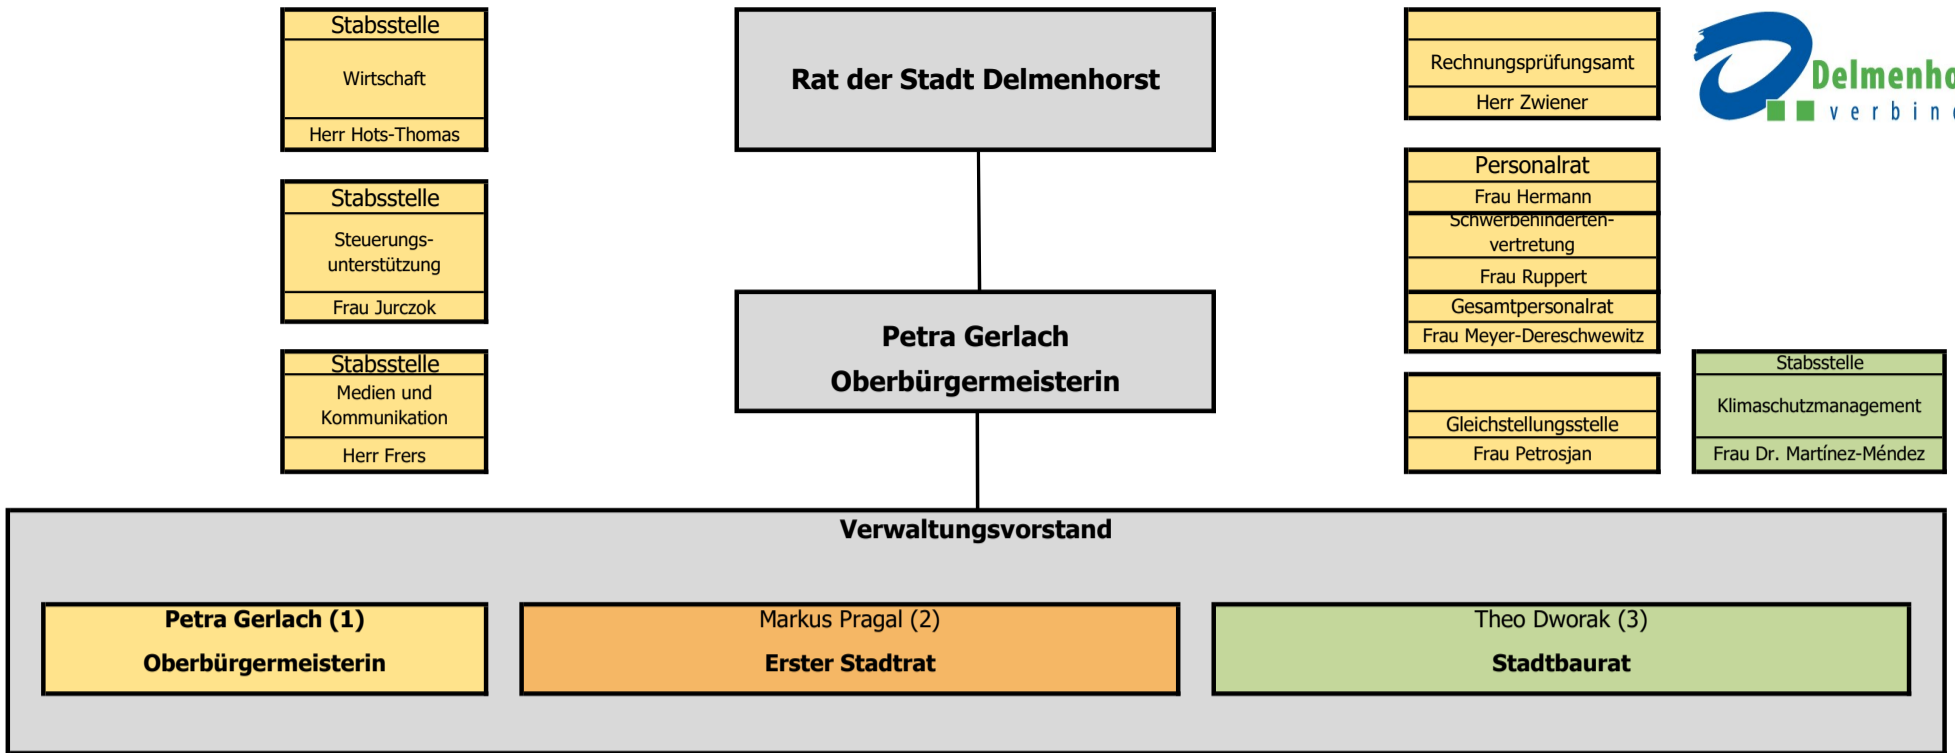 Stabsstelle
Wirtschaft
Herr Hots-Thomas
Stabsstelle
Steuerungs-
unterstützung
Frau Jurczok
Stabsstelle
Medien und
Kommunikation
Herr Frers
Rat der Stadt Delmenhorst
Petra Gerlach
Oberbürgermeisterin
Rechnungsprüfungsamt
Herr Zwiener
Personalrat
Frau Hermann
Schwerbehinderten-
vertretung
Frau Ruppert
Gesamtpersonalrat
Frau Meyer-Dereschwewitz
Gleichstellungsstelle
Frau Petrosjan
Delmenho
verbin
Stabsstelle
Klimaschutzmanagement
Frau Dr. Martínez-Méndez
Verwaltungsvorstand
Petra Gerlach (1)
Oberbürgermeisterin
Markus Pragal (2)
Erster Stadtrat
Theo Dworak (3)
Stadtbaurat